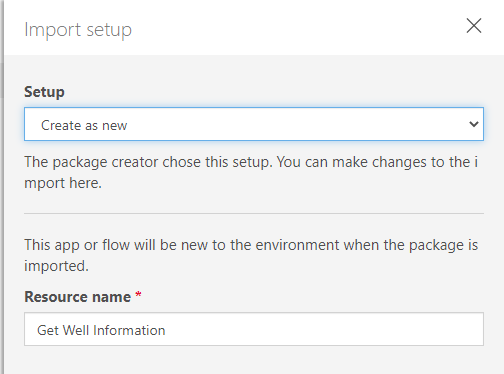 Import setup
Setup
Create as new
The package creator chose this setup. You can make changes to the i
mport here.
This app or flow will be new to the environment when the package is
imported.
Resource name *
Get Well Information